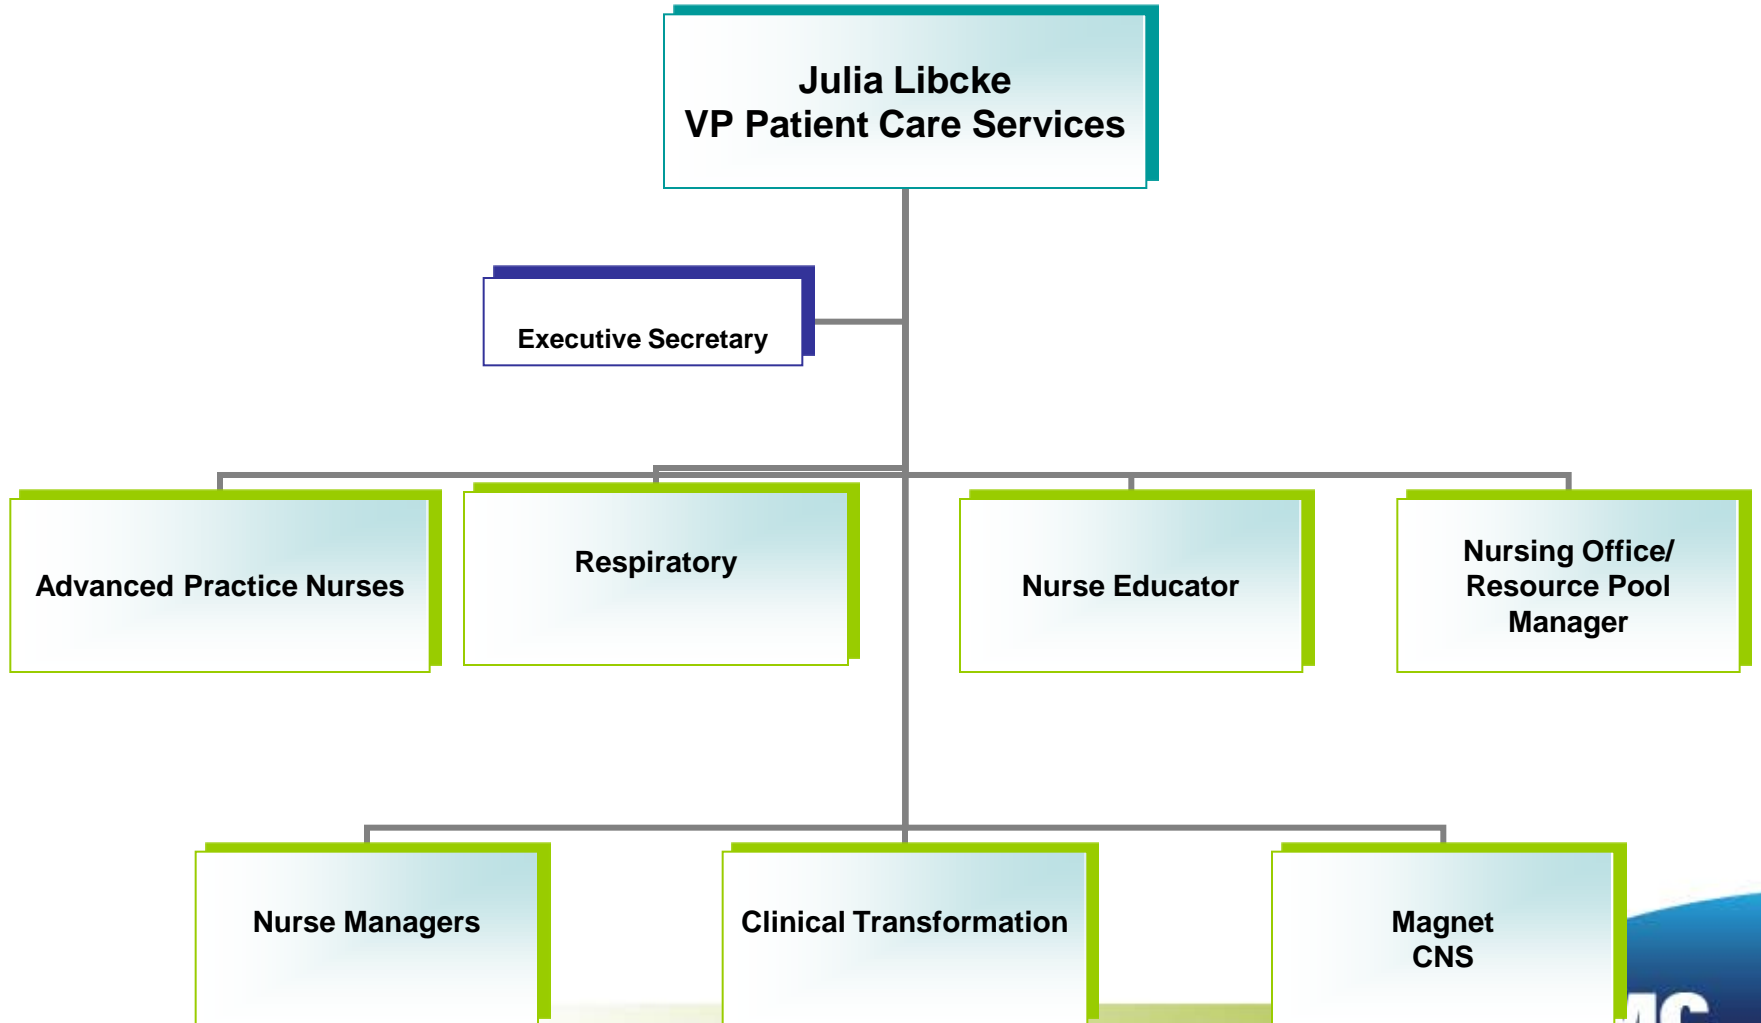 Julia Libcke
VP Patient Care Services
Executive Secretary
Advanced Practice Nurses
Respiratory
Nurse Educator
Nursing Office/
Resource Pool
Manager
Nurse Managers
Clinical Transformation
Magnet
CNS